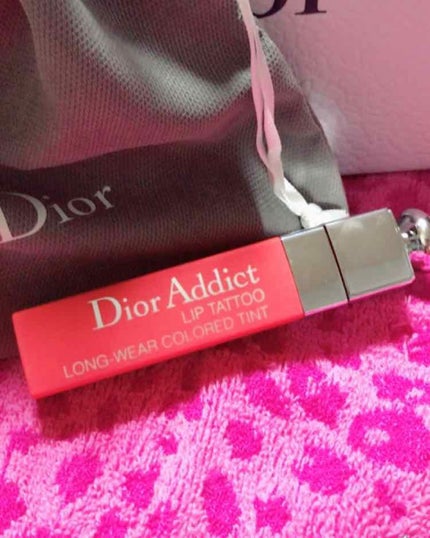 Dior
Dior Addict
LIP TATTOO
LONG-WEAR COLORED TINT